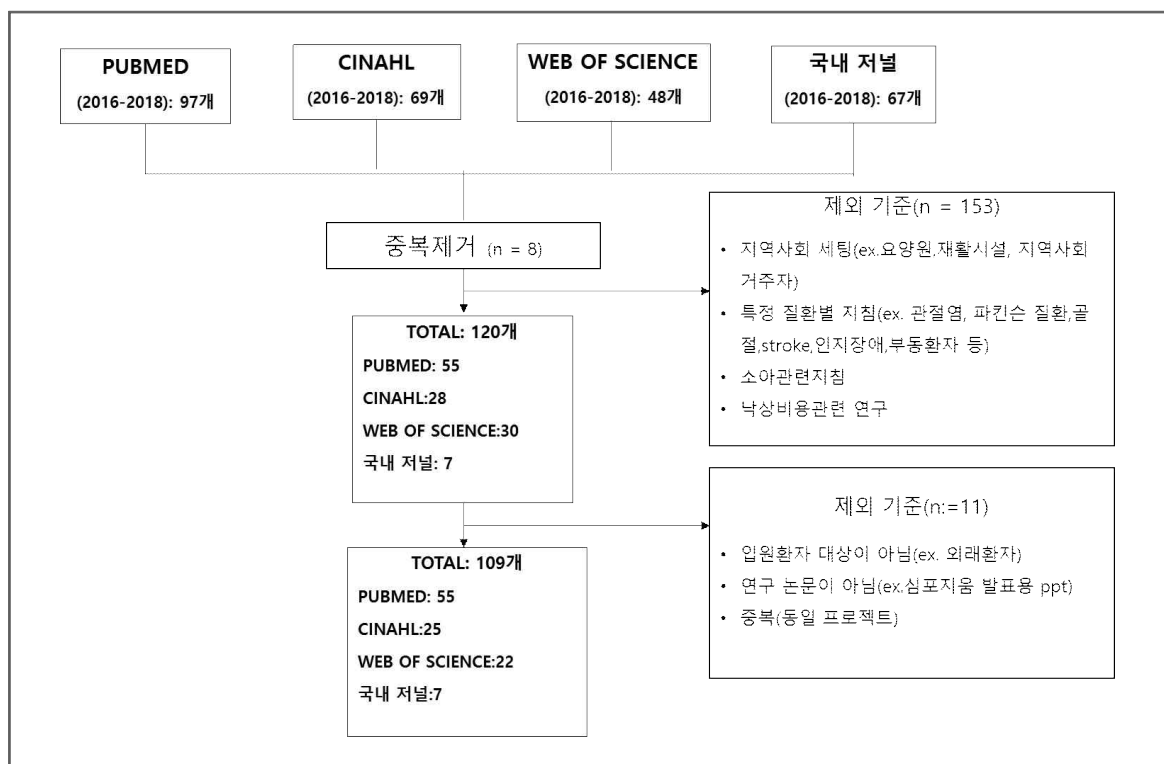 PUBMED
(2016-2018): 97개
CINAHL
(2016-2018): 69개
WEB OF SCIENCE
(2016-2018): 48개
국내 저널
(2016-2018): 67개
중복제거 (n = 8)
제외 기준(n = 153)
• 지역사회 세팅(ex.요양원,재활시설, 지역사회
거주자)
• 특정 질환별 지침(ex. 관절염, 파킨슨 질환,골
절,stroke,인지장애,부동환자 등)
• 소아관련지침
• 낙상비용관련 연구
TOTAL: 120개
PUBMED: 55
CINAHL:28
WEB OF SCIENCE:30
국내 저널: 7
제외 기준(n:=11)
• 입원환자 대상이 아님(ex. 외래환자)
• 연구 논문이 아님(ex.심포지움 발표용 ppt)
• 중복(동일 프로젝트)
TOTAL: 109개
PUBMED: 55
CINAHL:25
WEB OF SCIENCE:22
국내 저널:7